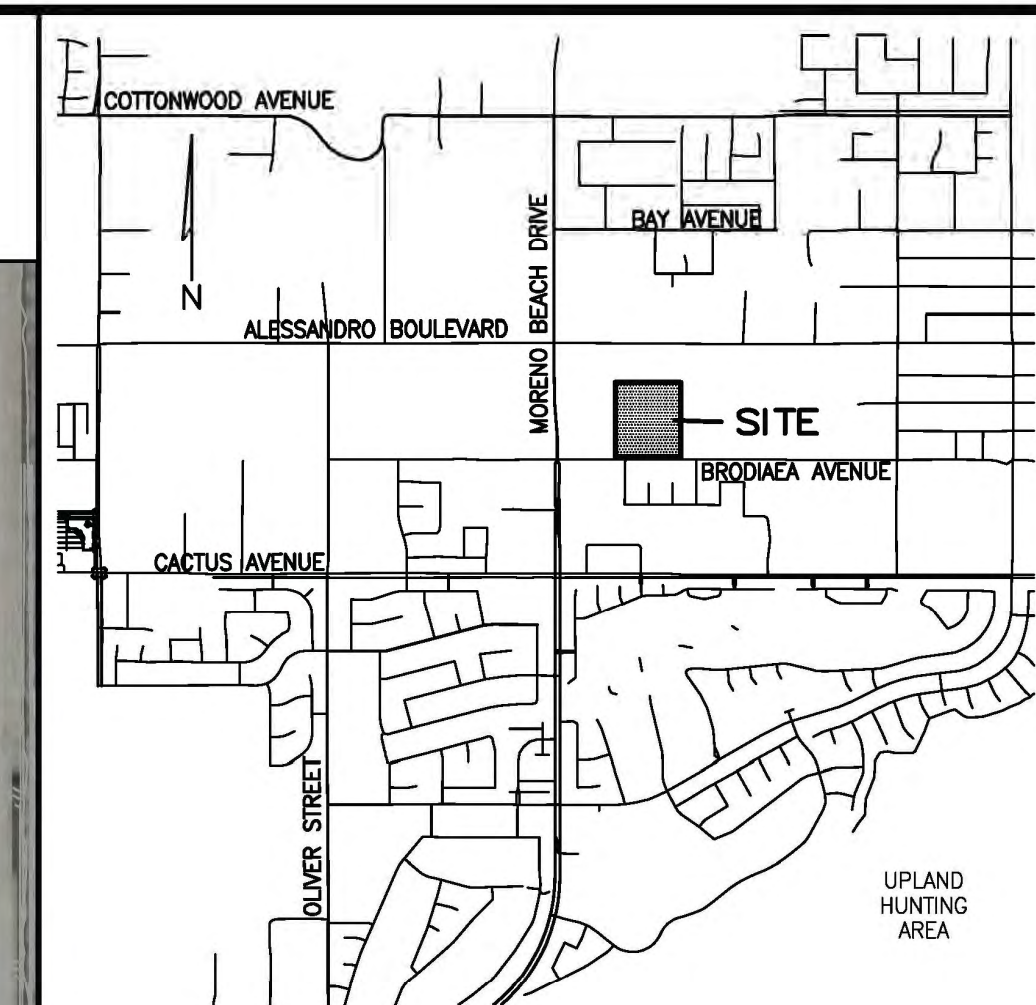 COTTONWOOD AVENUE
BAY AVENUE
MORENO BEACH DRIVE
N
ALESSANDRO BOULEVARD
SITE
BRODIAEA AVENUE
CACTUS AVENUE
OLIVER STREET
UPLAND
HUNTING
AREA